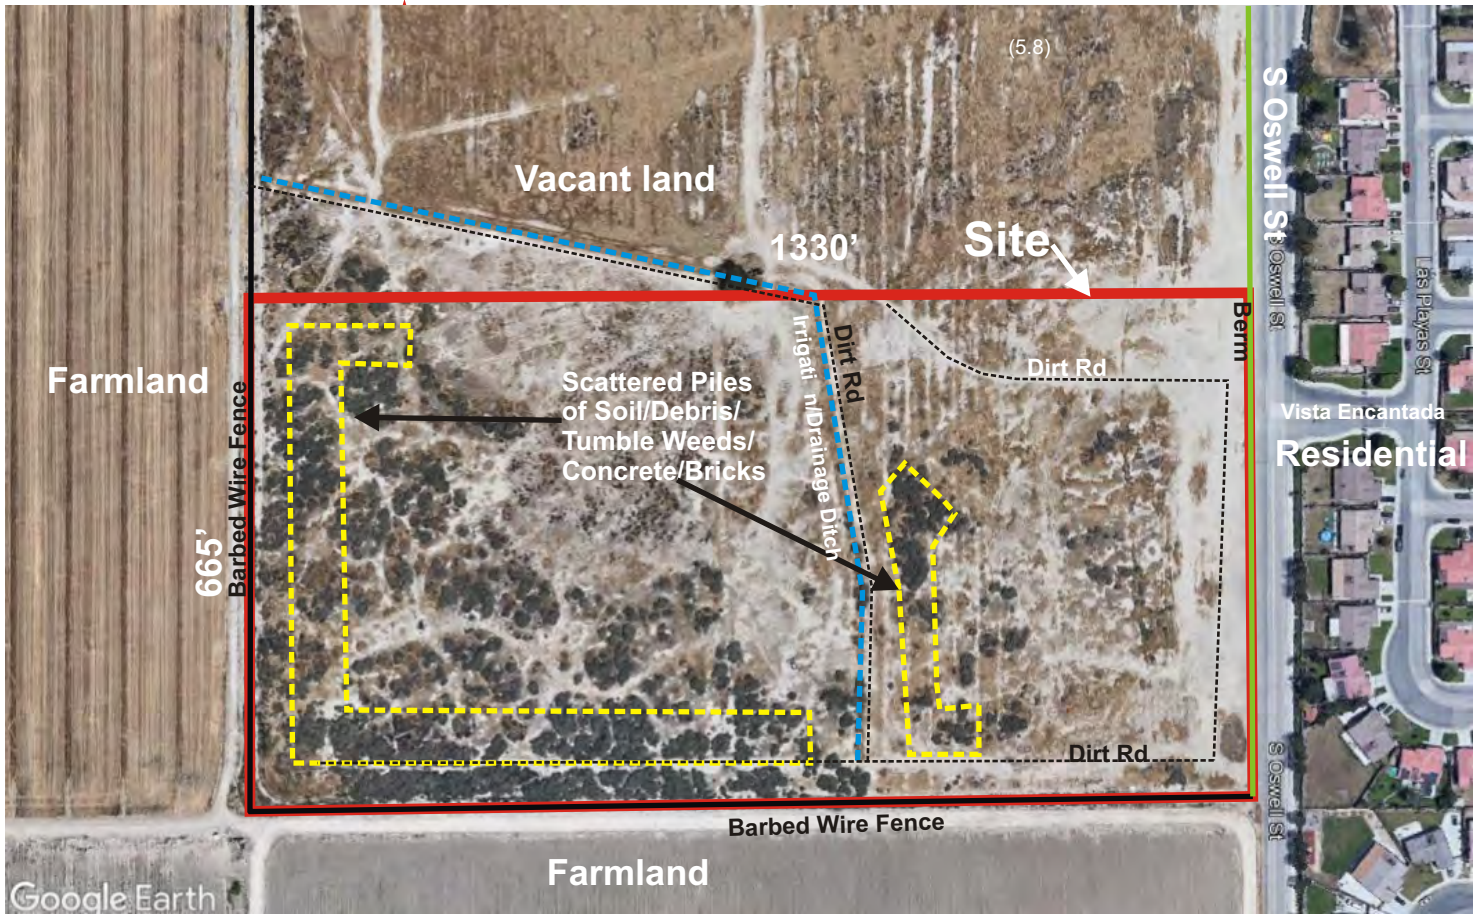 (5.8)
S Oswell St
Vacant land
1330’
Site
S Oswell St
Las Playas St
Berm
Irrigati n/Drainage Ditch
Dirt Rd
Dirt Rd
Farmland
Scattered Piles
of Soil/Debris/
Tumble Weeds/
Concrete/Bricks
Barbed Wire Fence
665’
Vista Encantada
Residential
Dirt Rd
S Oswell St
Barbed Wire Fence
Farmland
Google Earth